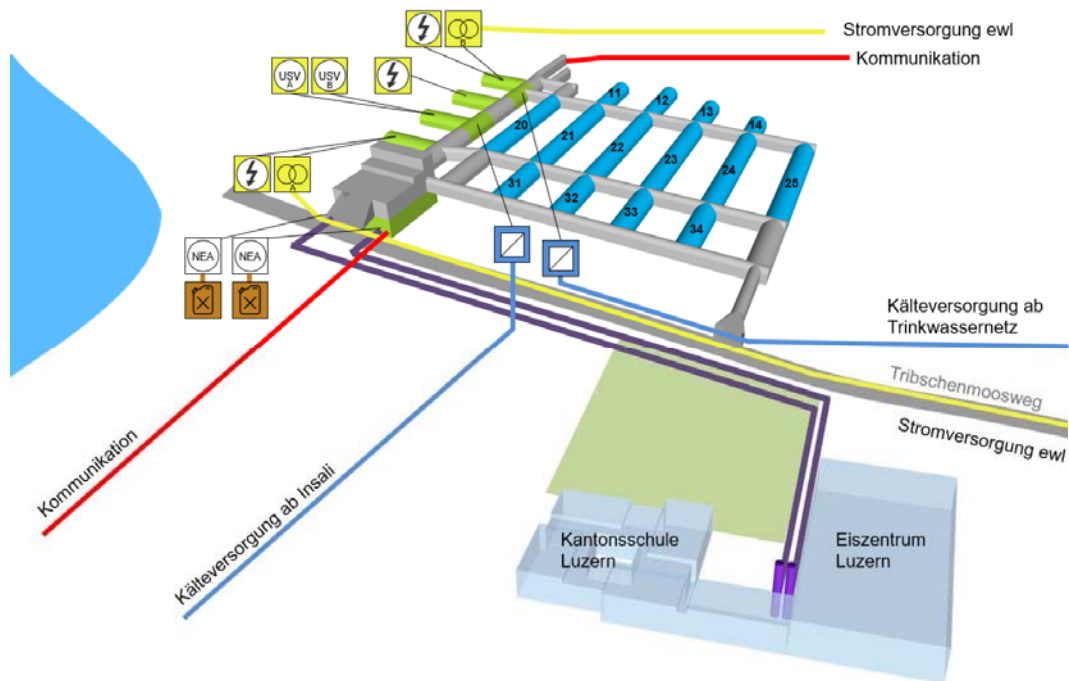 Stromversorgung ewl
Kommunikation
B
USV
A
USV
B
11
12
13
14
20
21
22
23
24
25
31
32
33
34
A
NEA
NEA
Kälteversorgung ab
Trinkwassernetz
Tribschenmoosweg
Stromversorgung ewl
Kommunikation
Kälteversorgung ab Insali
Kantonsschule
Luzern
Eiszentrum
Luzern